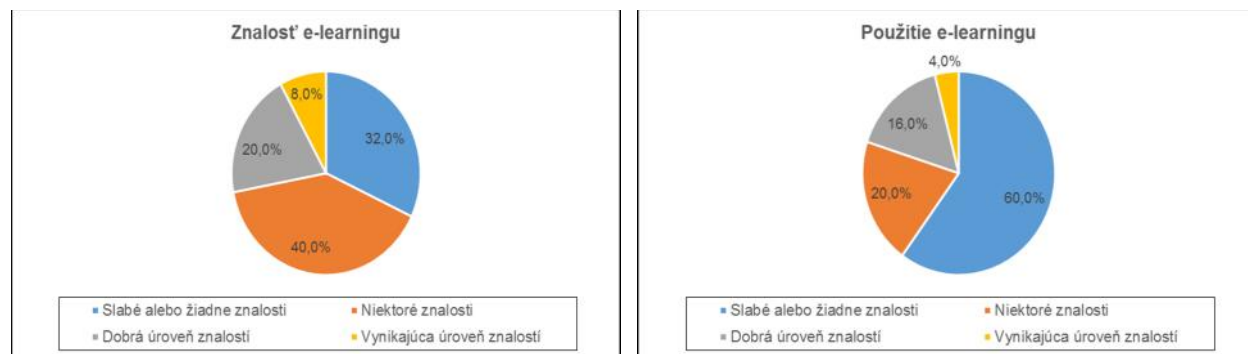 Znalosť e-learningu
8,0%
32,0%
20,0%
40,0%
Slabé alebo žiadne znalosti
Niektoré znalosti
Dobrá úroveň znalostí
Vynikajúca úroveň znalostí
Použitie e-learningu
4,0%
16,0%
20,0%
60,0%
Slabé alebo žiadne znalosti
Niektoré znalosti
Dobrá úroveň znalostí
Vynikajúca úroveň znalostí